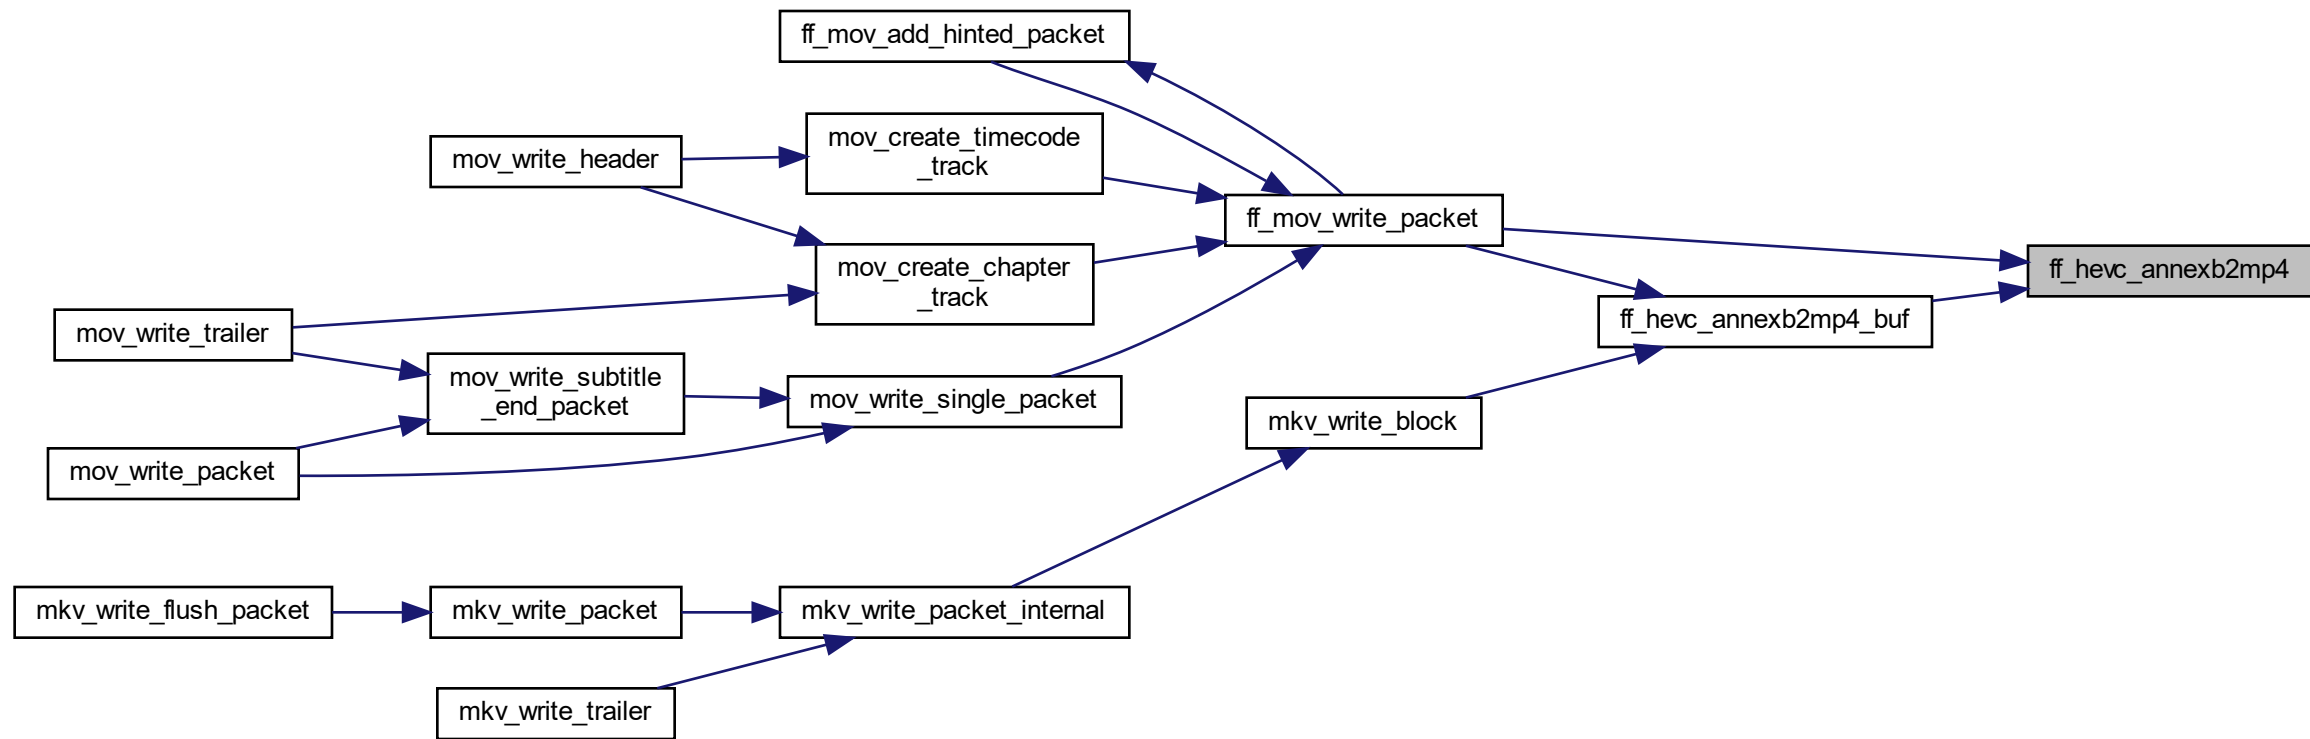 ff_mov_add_hinted_packet
mov_create_timecode
_track
mov_write_header
ff_mov_write_packet
mov_create_chapter
_track
ff_hevc_annexb2mp4
ff_hevc_annexb2mp4_buf
mov_write_trailer
mov_write_subtitle
_end_packet
mov_write_single_packet
mkv_write_block
mov_write_packet
mkv_write_flush_packet
mkv_write_packet
mkv_write_packet_internal
mkv_write_trailer